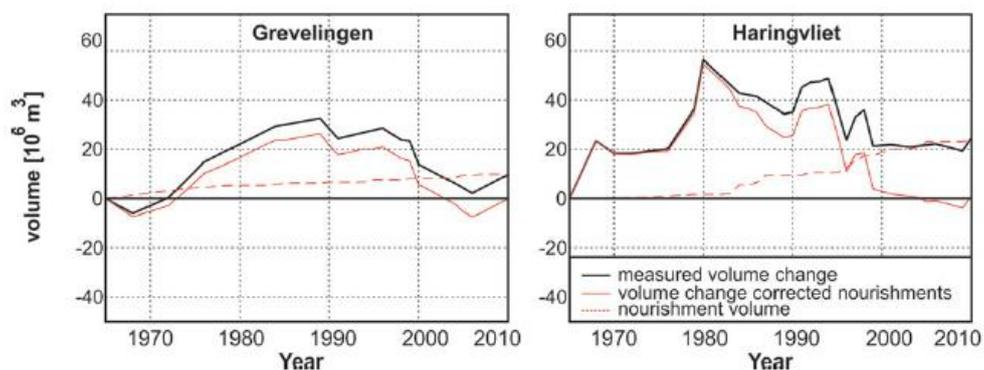 Grevelingen
volume [10⁶ m³]
60
40
20
0
-20
-40
1970 1980 1990 2000 2010
Year
Haringvliet
60
40
20
0
-20
-40
measured volume change
volume change corrected nourishments
nourishment volume
1970 1980 1990 2000 2010
Year